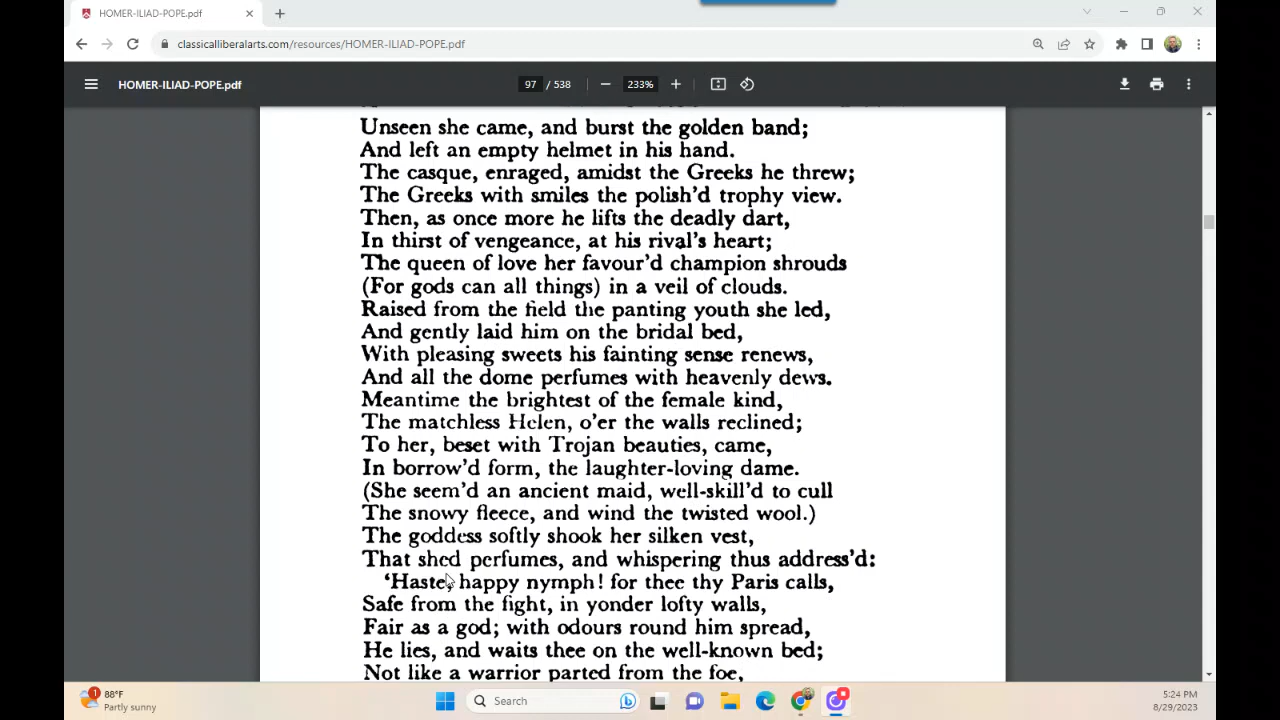 HOMER-ILIAD-POPE.pdf
classicalliberalarts.com/resources/HOMER-ILIAD-POPE.pdf
HOMER-ILIAD-POPE.pdf
97 / 538
233%
Unseen she came, and burst the golden band;
And left an empty helmet in his hand.
The casque, enraged, amidst the Greeks he threw;
The Greeks with smiles the polish'd trophy view.
Then, as once more he lifts the deadly dart,
In thirst of vengeance, at his rival's heart;
The queen of love her favour'd champion shrouds
(For gods can all things) in a veil of clouds.
Raised from the field the panting youth she led,
And gently laid him on the bridal bed,
With pleasing sweets his fainting sense renews,
And all the dome perfumes with heavenly dews.
Meantime the brightest of the female kind,
The matchless Helen, o'er the walls reclined;
To her, beset with Trojan beauties, came,
In borrow'd form, the laughter-loving dame.
(She seem'd an ancient maid, well-skill'd to cull
The snowy fleece, and wind the twisted wool.)
The goddess softly shook her silken vest,
That shed perfumes, and whispering thus address'd:
'Haste, happy nymph! for thee thy Paris calls,
Safe from the fight, in yonder lofty walls,
Fair as a god; with odours round him spread,
He lies, and waits thee on the well-known bed;
Not like a warrior parted from the foe,
1
88°F
Partly sunny
Search
5:24 PM
8/29/2023